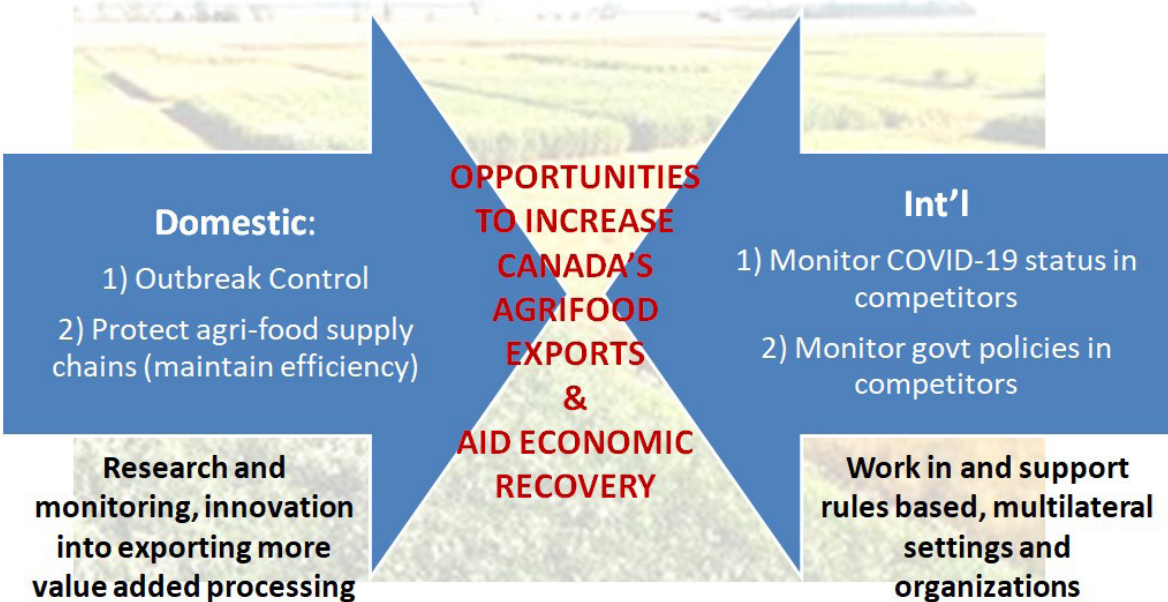 Domestic:
1) Outbreak Control
2) Protect agri-food supply
chains (maintain efficiency)
Research and
monitoring, innovation
into exporting more
value added processing
OPPORTUNITIES
TO INCREASE
CANADA'S
AGRIFOOD
EXPORTS
&
AID ECONOMIC
RECOVERY
Int'l
1) Monitor COVID-19 status in
competitors
2) Monitor govt policies in
competitors
Work in and support
rules based, multilateral
settings and
organizations